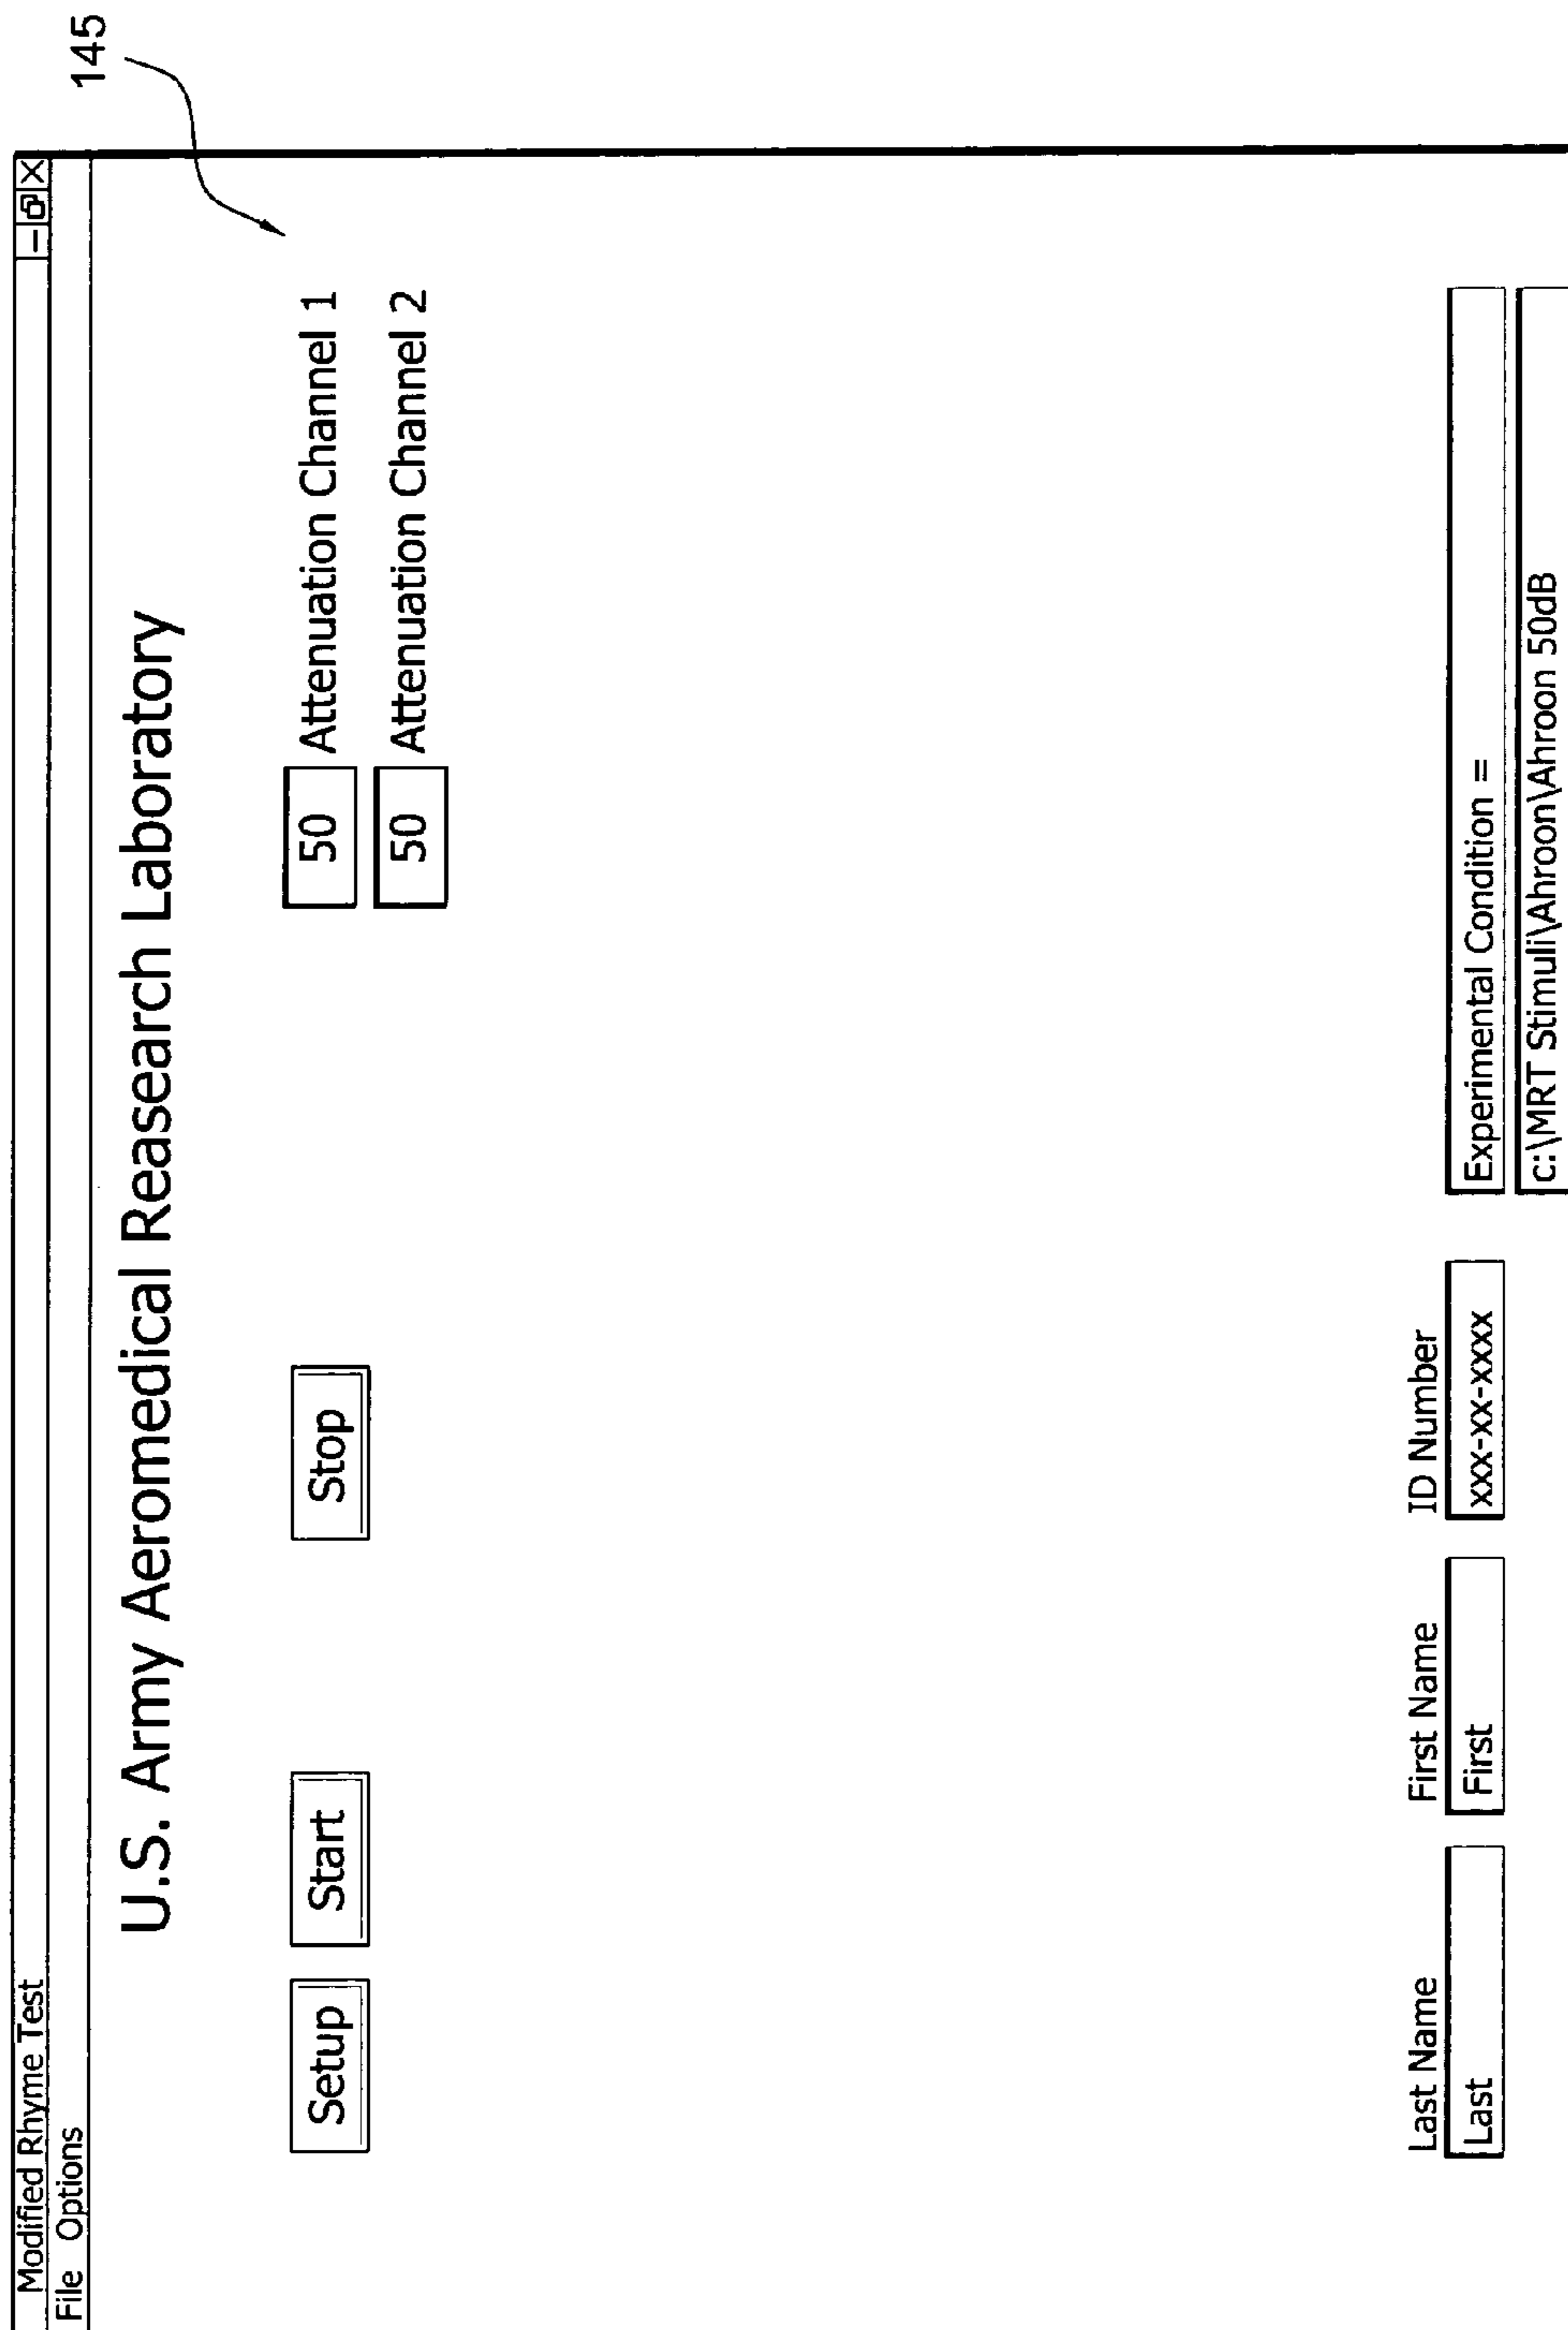 145
Modified Rhyme Test
File Options
U.S. Army Aeromedical Reasearch Laboratory
Setup Start Stop 50 Attenuation Channel 1
50 Attenuation Channel 2
Last Name First Name ID Number
Last First xxx-xx-xxxx Experimental Condition =
c:\MRT Stimuli\Ahroon\Ahroon 50dB